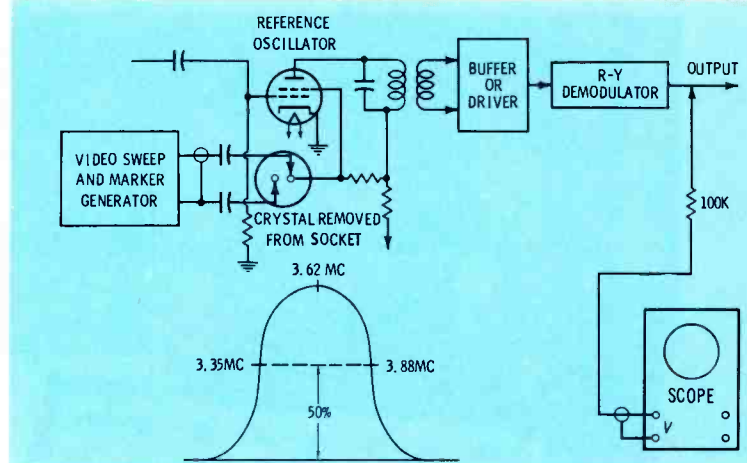 REFERENCE
OSCILLATOR
BUFFER
OR
DRIVER
R-Y
DEMODULATOR
OUTPUT
VIDEO SWEEP
AND MARKER
GENERATOR
CRYSTAL REMOVED
FROM SOCKET
100K
3.62 MC
3.35MC
3.88MC
50%
SCOPE
V